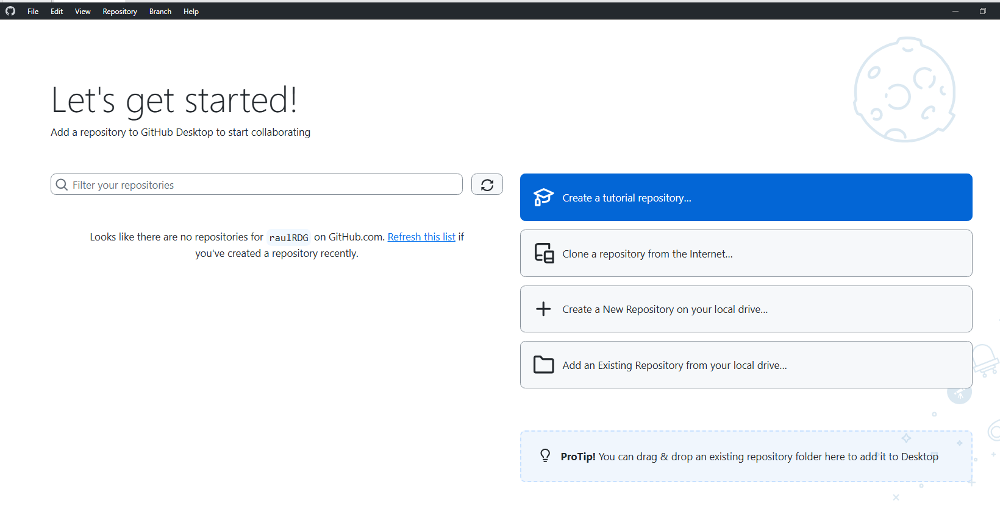 File Edit View Repository Branch Help
Let's get started!
Add a repository to GitHub Desktop to start collaborating
Filter your repositories
Looks like there are no repositories for raulRDG on GitHub.com. Refresh this list if
you've created a repository recently.
Create a tutorial repository...
Clone a repository from the Internet...
Create a New Repository on your local drive...
Add an Existing Repository from your local drive...
ProTip! You can drag & drop an existing repository folder here to add it to Desktop